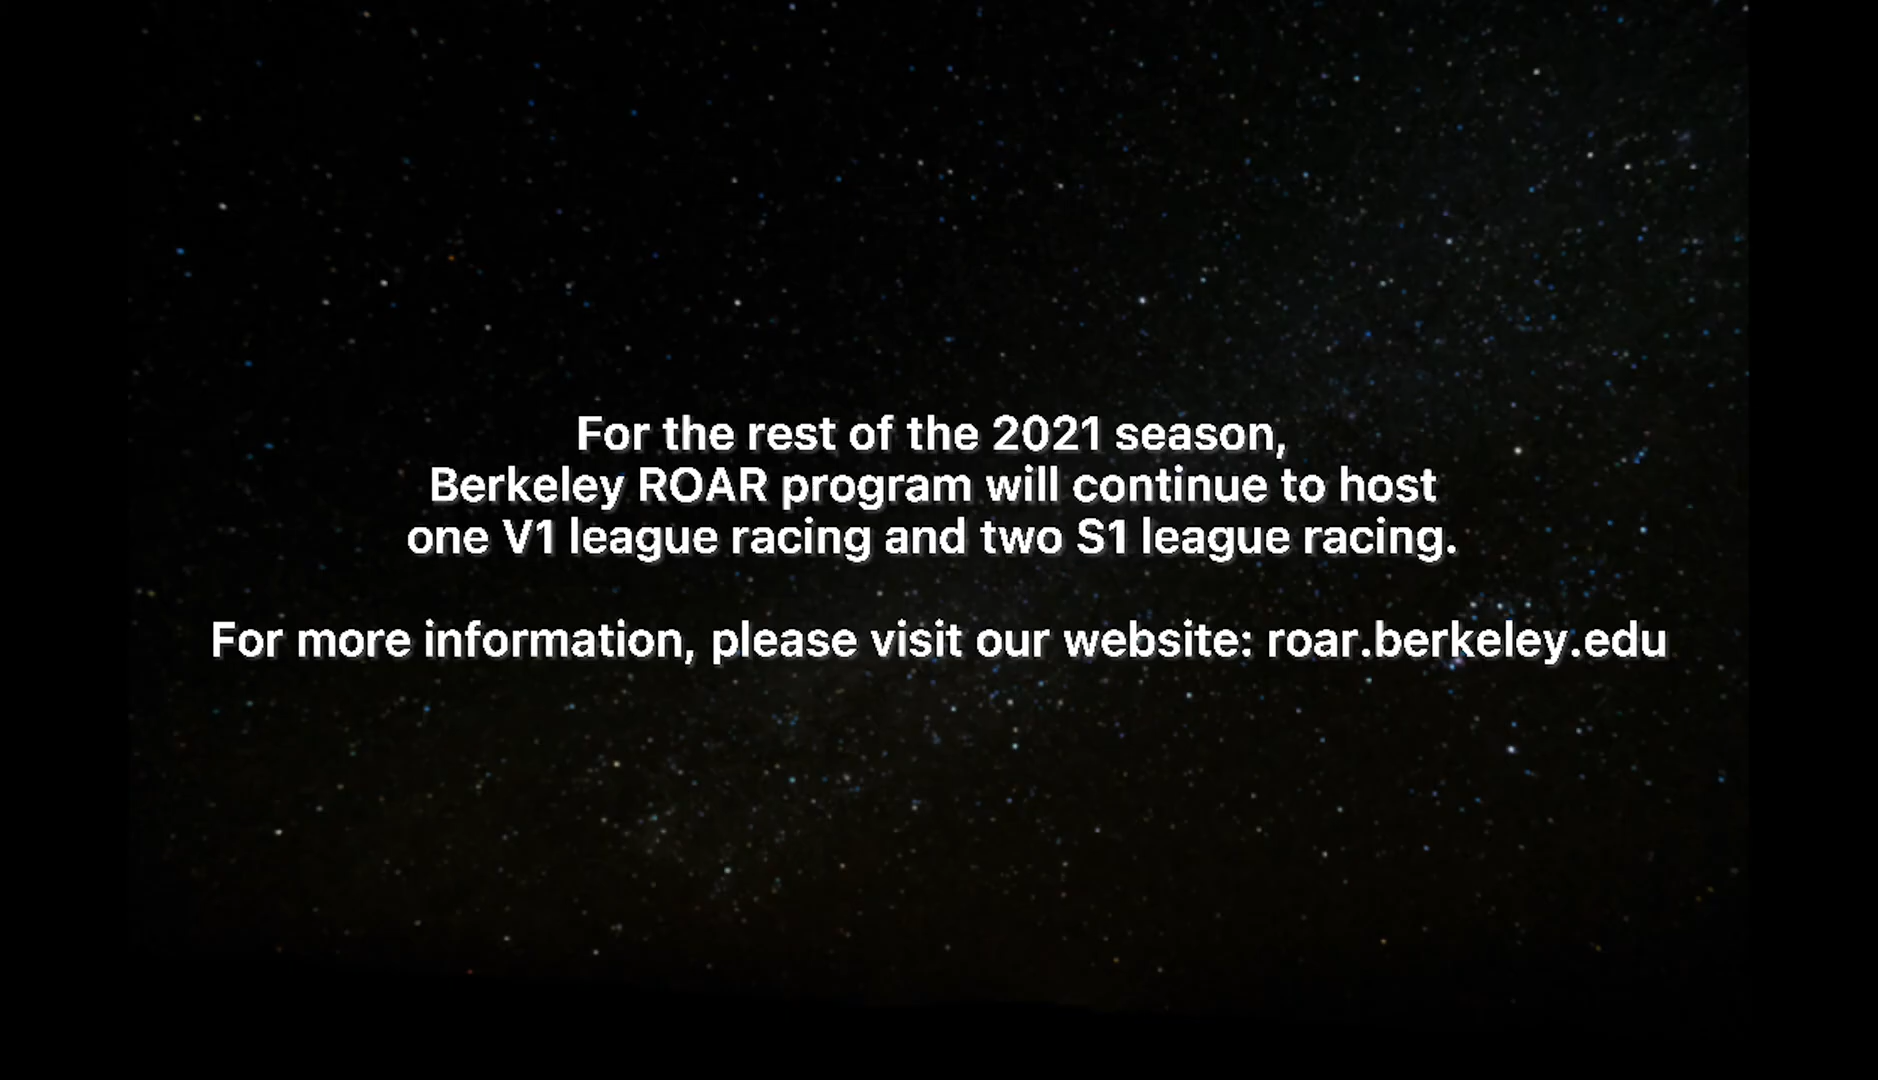 For the rest of the 2021 season,
Berkeley ROAR program will continue to host
one V1 league racing and two S1 league racing.
For more information, please visit our website: roar.berkeley.edu